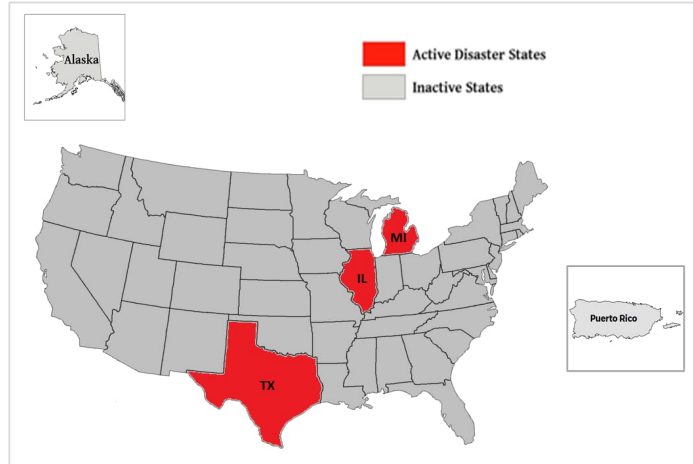 Alaska
Active Disaster States
Inactive States
MI
IL
Puerto Rico
TX